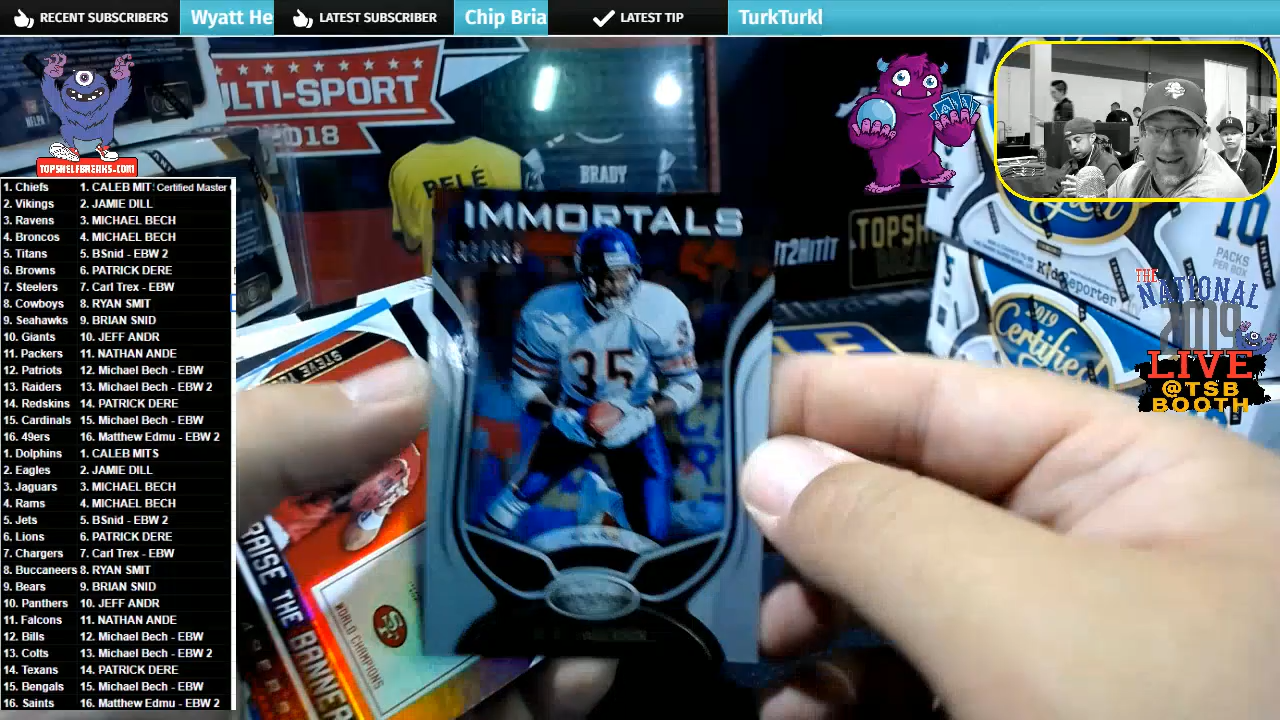 RECENT SUBSCRIBERS
Wyatt He
LATEST SUBSCRIBER
Chip Bria
LATEST TIP
TurkTurkl
TOPSHELFBREAKS.COM
1. Chiefs 1. CALEB MIT: Certified Master
2. Vikings 2. JAMIE DILL
3. Ravens 3. MICHAEL BECH
4. Broncos 4. MICHAEL BECH
5. Titans 5. BSnid - EBW 2
6. Browns 6. PATRICK DERE
7. Steelers 7. Carl Trex - EBW
8. Cowboys 8. RYAN SMIT
9. Seahawks 9. BRIAN SNID
10. Giants 10. JEFF ANDR
11. Packers 11. NATHAN ANDE
12. Patriots 12. Michael Bech - EBW
13. Raiders 13. Michael Bech - EBW 2
14. Redskins 14. PATRICK DERE
15. Cardinals 15. Michael Bech - EBW
16. 49ers 16. Matthew Edmu - EBW 2
1. Dolphins 1. CALEB MITS
2. Eagles 2. JAMIE DILL
3. Jaguars 3. MICHAEL BECH
4. Rams 4. MICHAEL BECH
5. Jets 5. BSnid - EBW 2
6. Lions 6. PATRICK DERE
7. Chargers 7. Carl Trex - EBW
8. Buccaneers 8. RYAN SMIT
9. Bears 9. BRIAN SNID
10. Panthers 10. JEFF ANDR
11. Falcons 11. NATHAN ANDE
12. Bills 12. Michael Bech - EBW
13. Colts 13. Michael Bech - EBW 2
14. Texans 14. PATRICK DERE
15. Bengals 15. Michael Bech - EBW
16. Saints 16. Matthew Edmu - EBW 2
ULTI-SPORT
2018
PELÉ
BRADY
IMMORTALS
35
STEVE
RAISE THE BANNER
WORLD CHAMPIONS
SF
TOPSH
BREA
10
PACKS
PER BOX
Kids Reporter
2019
Certified
THE
NATIONAL
2019
LIVE
@TSB
BOOTH